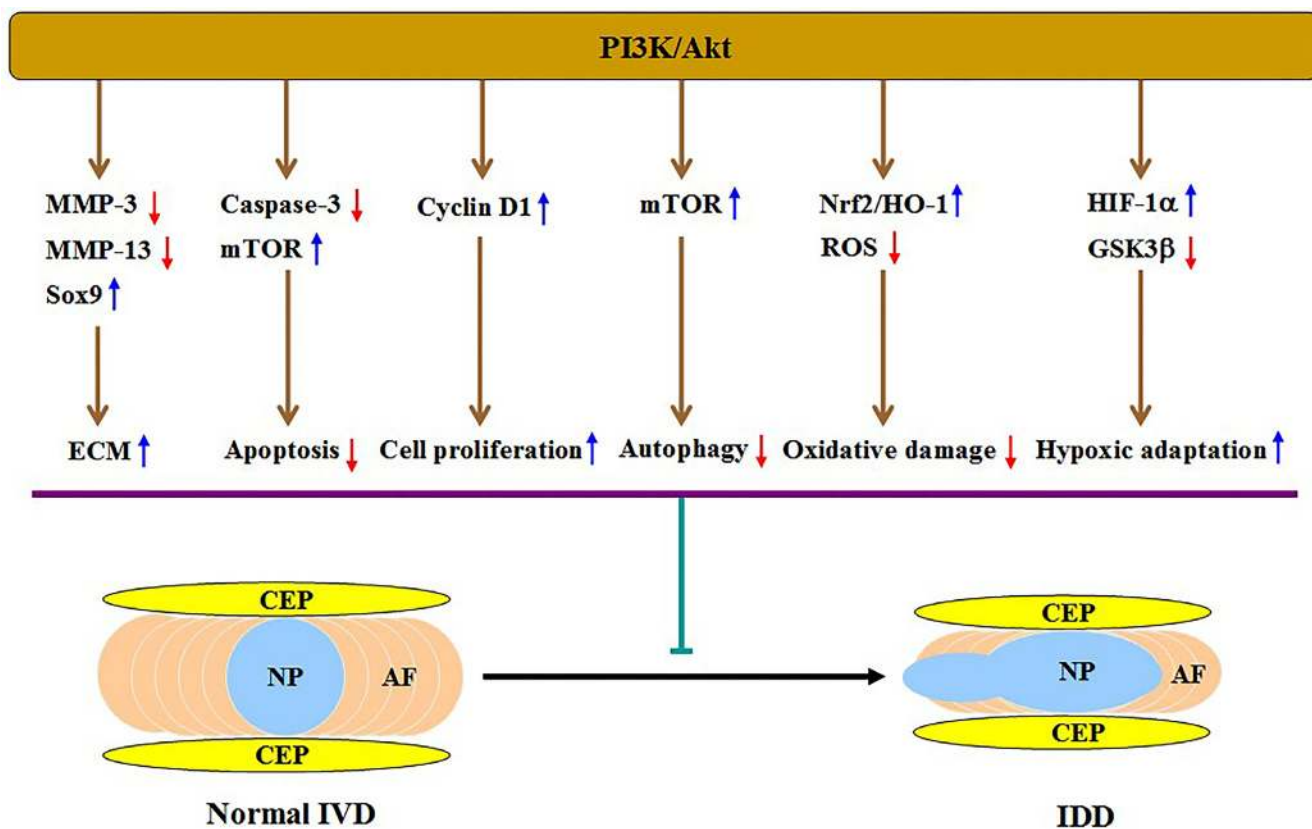 PI3K/Akt
MMP-3
MMP-13
Sox9
Caspase-3
mTOR
Cyclin D1
mTOR
Nrf2/HO-1
ROS
HIF-1α
GSK3β
ECM
Apoptosis
Cell proliferation
Autophagy
Oxidative damage
Hypoxic adaptation
CEP
NP
AF
CEP
Normal IVD
CEP
NP
AF
CEP
IDD